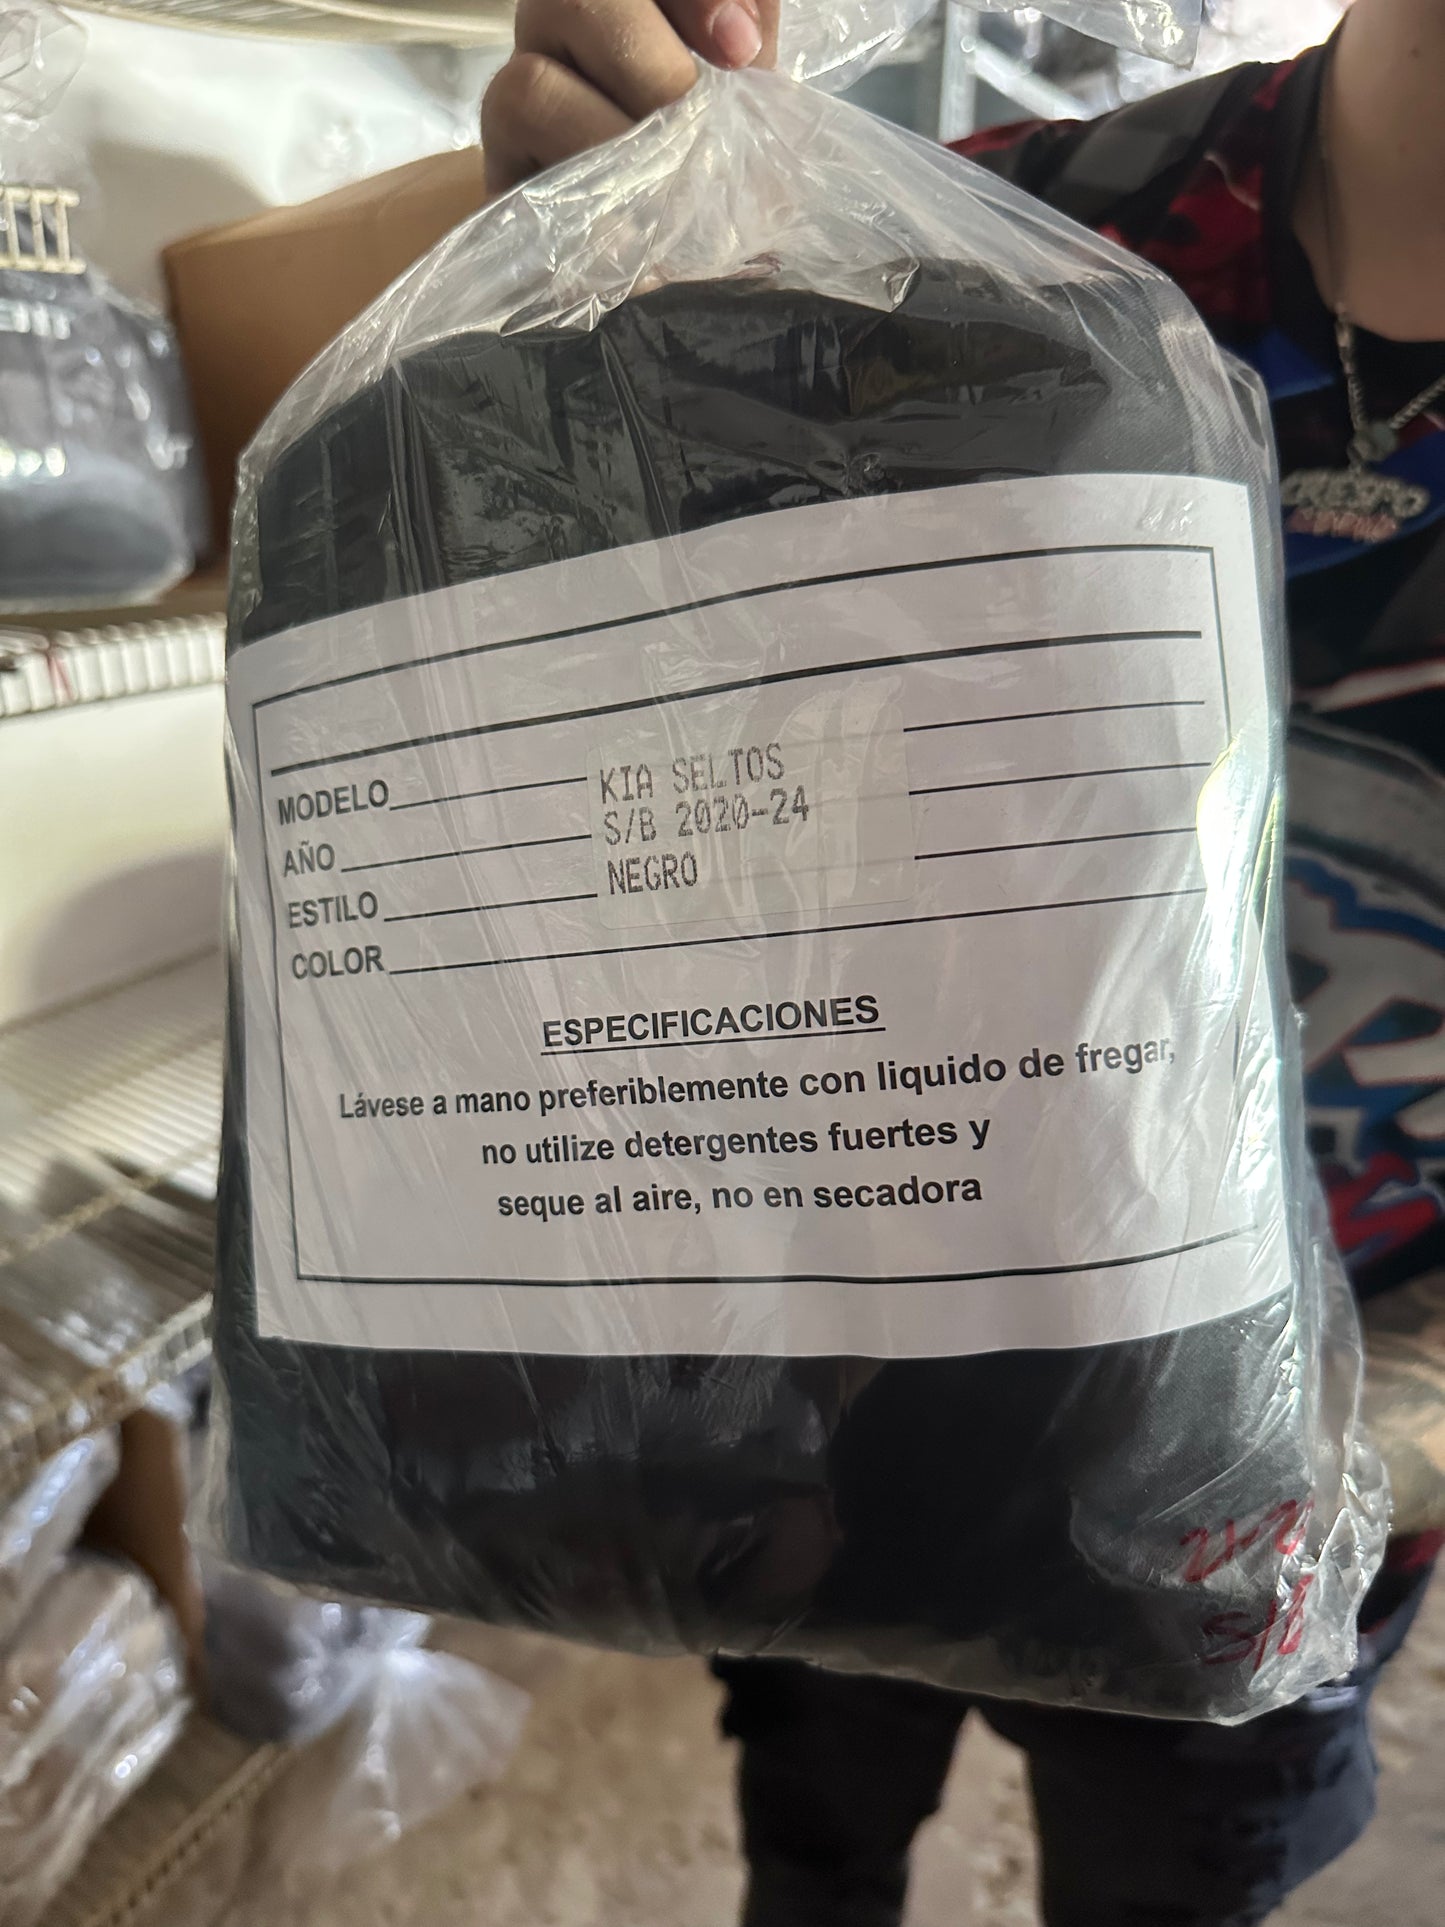 MODELO
AÑO
ESTILO
COLOR
KIA SELTOS
S/B 2020-24
NEGRO
ESPECIFICACIONES
Lávese a mano preferiblemente con liquido de fregar,
no utilize detergentes fuertes y
seque al aire, no en secadora
S/B